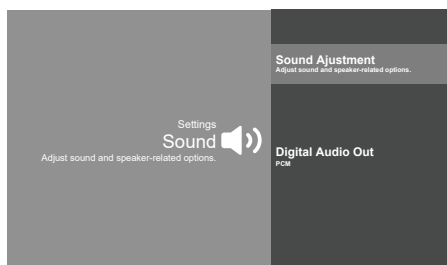 Settings
Sound
Adjust sound and speaker-related options.
Sound Ajustment
Adjust sound and speaker-related options.
Digital Audio Out
PCM